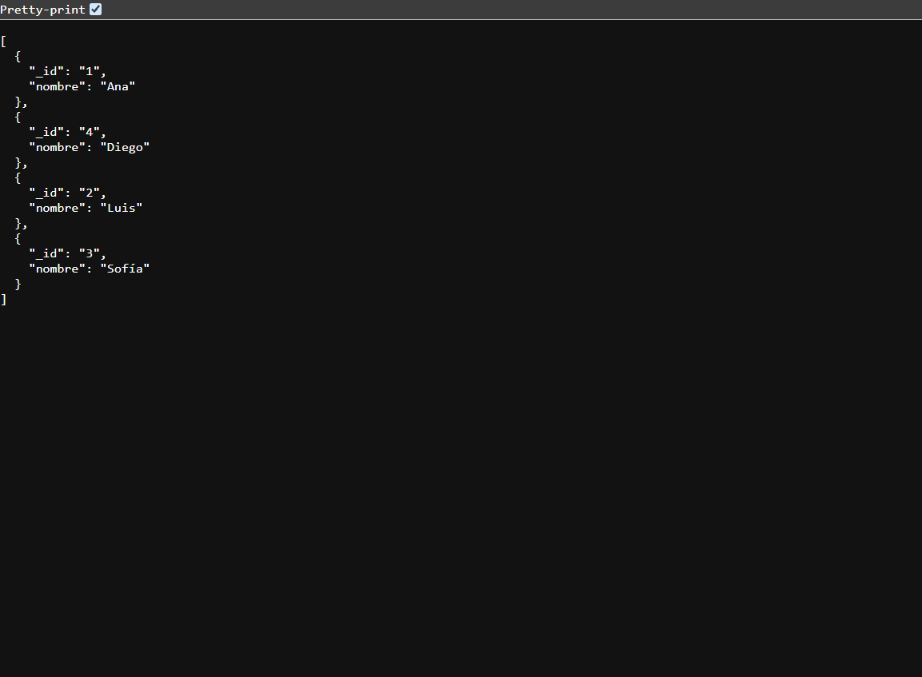 Pretty-print
[
  {
    "_id": "1",
    "nombre": "Ana"
  },
  {
    "_id": "4",
    "nombre": "Diego"
  },
  {
    "_id": "2",
    "nombre": "Luis"
  },
  {
    "_id": "3",
    "nombre": "Sofía"
  }
]